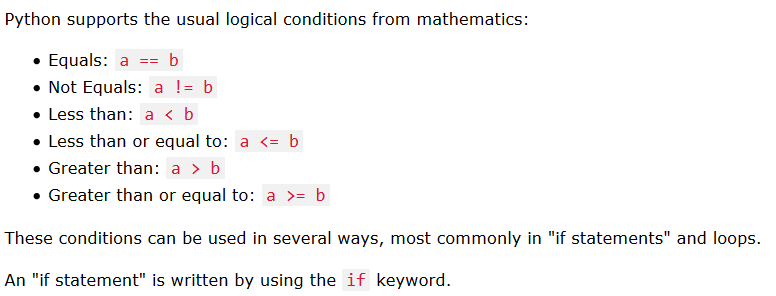 Python supports the usual logical conditions from mathematics:
• Equals: a == b
• Not Equals: a != b
• Less than: a < b
• Less than or equal to: a <= b
• Greater than: a > b
• Greater than or equal to: a >= b
These conditions can be used in several ways, most commonly in "if statements" and loops.
An "if statement" is written by using the if keyword.